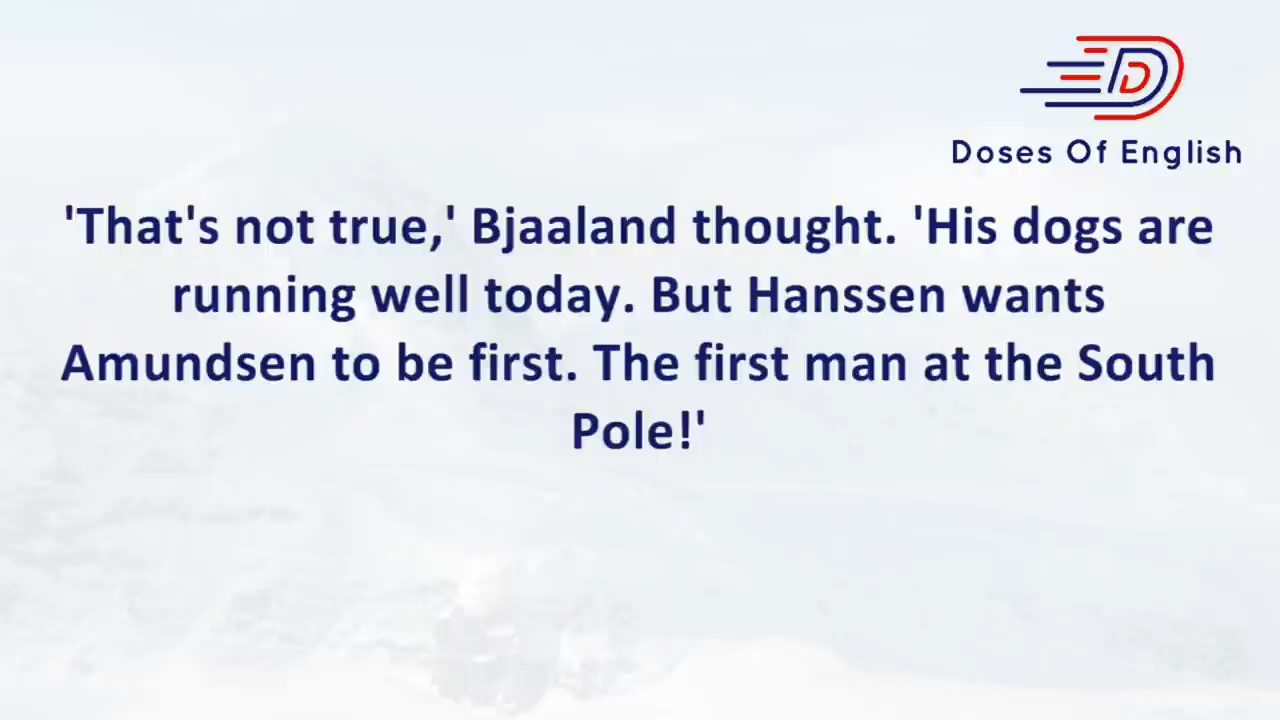 Doses Of English
'That's not true,' Bjaaland thought. 'His dogs are
running well today. But Hanssen wants
Amundsen to be first. The first man at the South
Pole!'